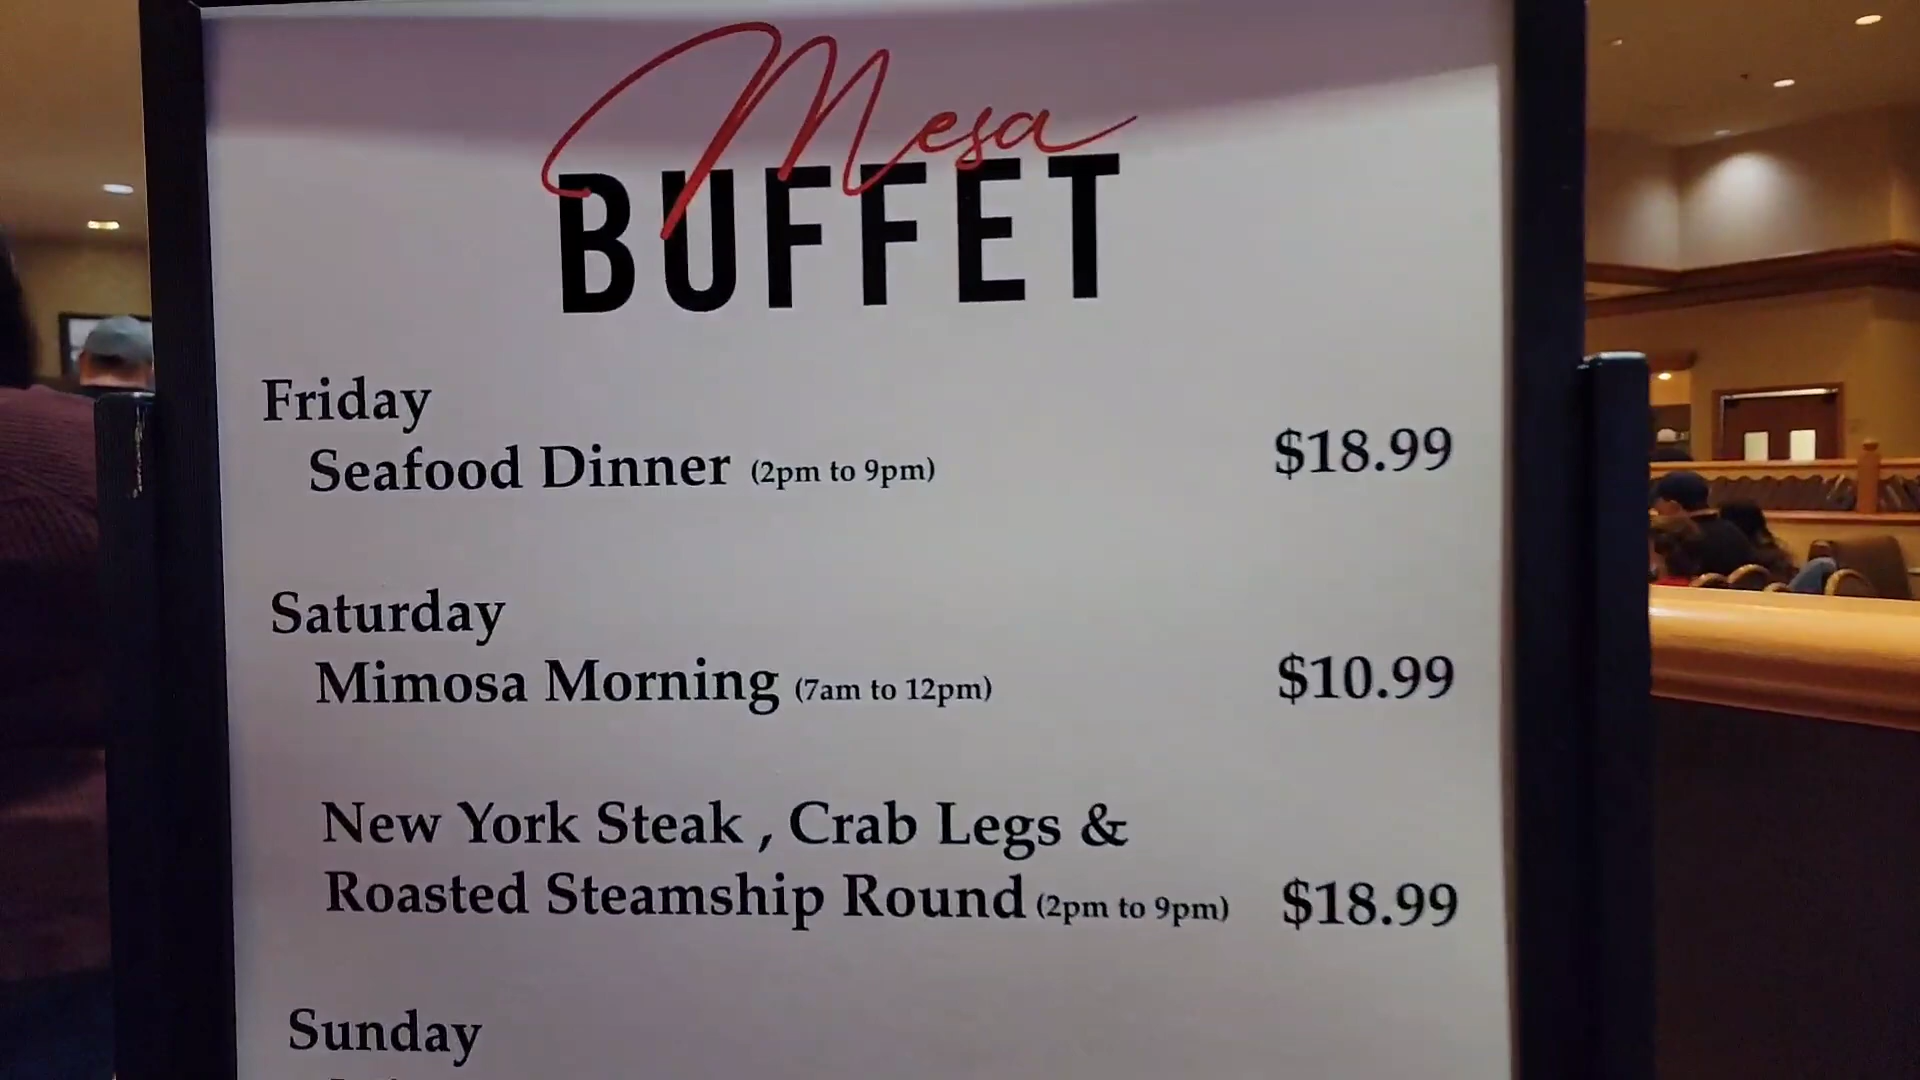 Mesa
BUFFET
Friday
Seafood Dinner (2pm to 9pm) $18.99
Saturday
Mimosa Morning (7am to 12pm) $10.99
New York Steak , Crab Legs &
Roasted Steamship Round (2pm to 9pm) $18.99
Sunday